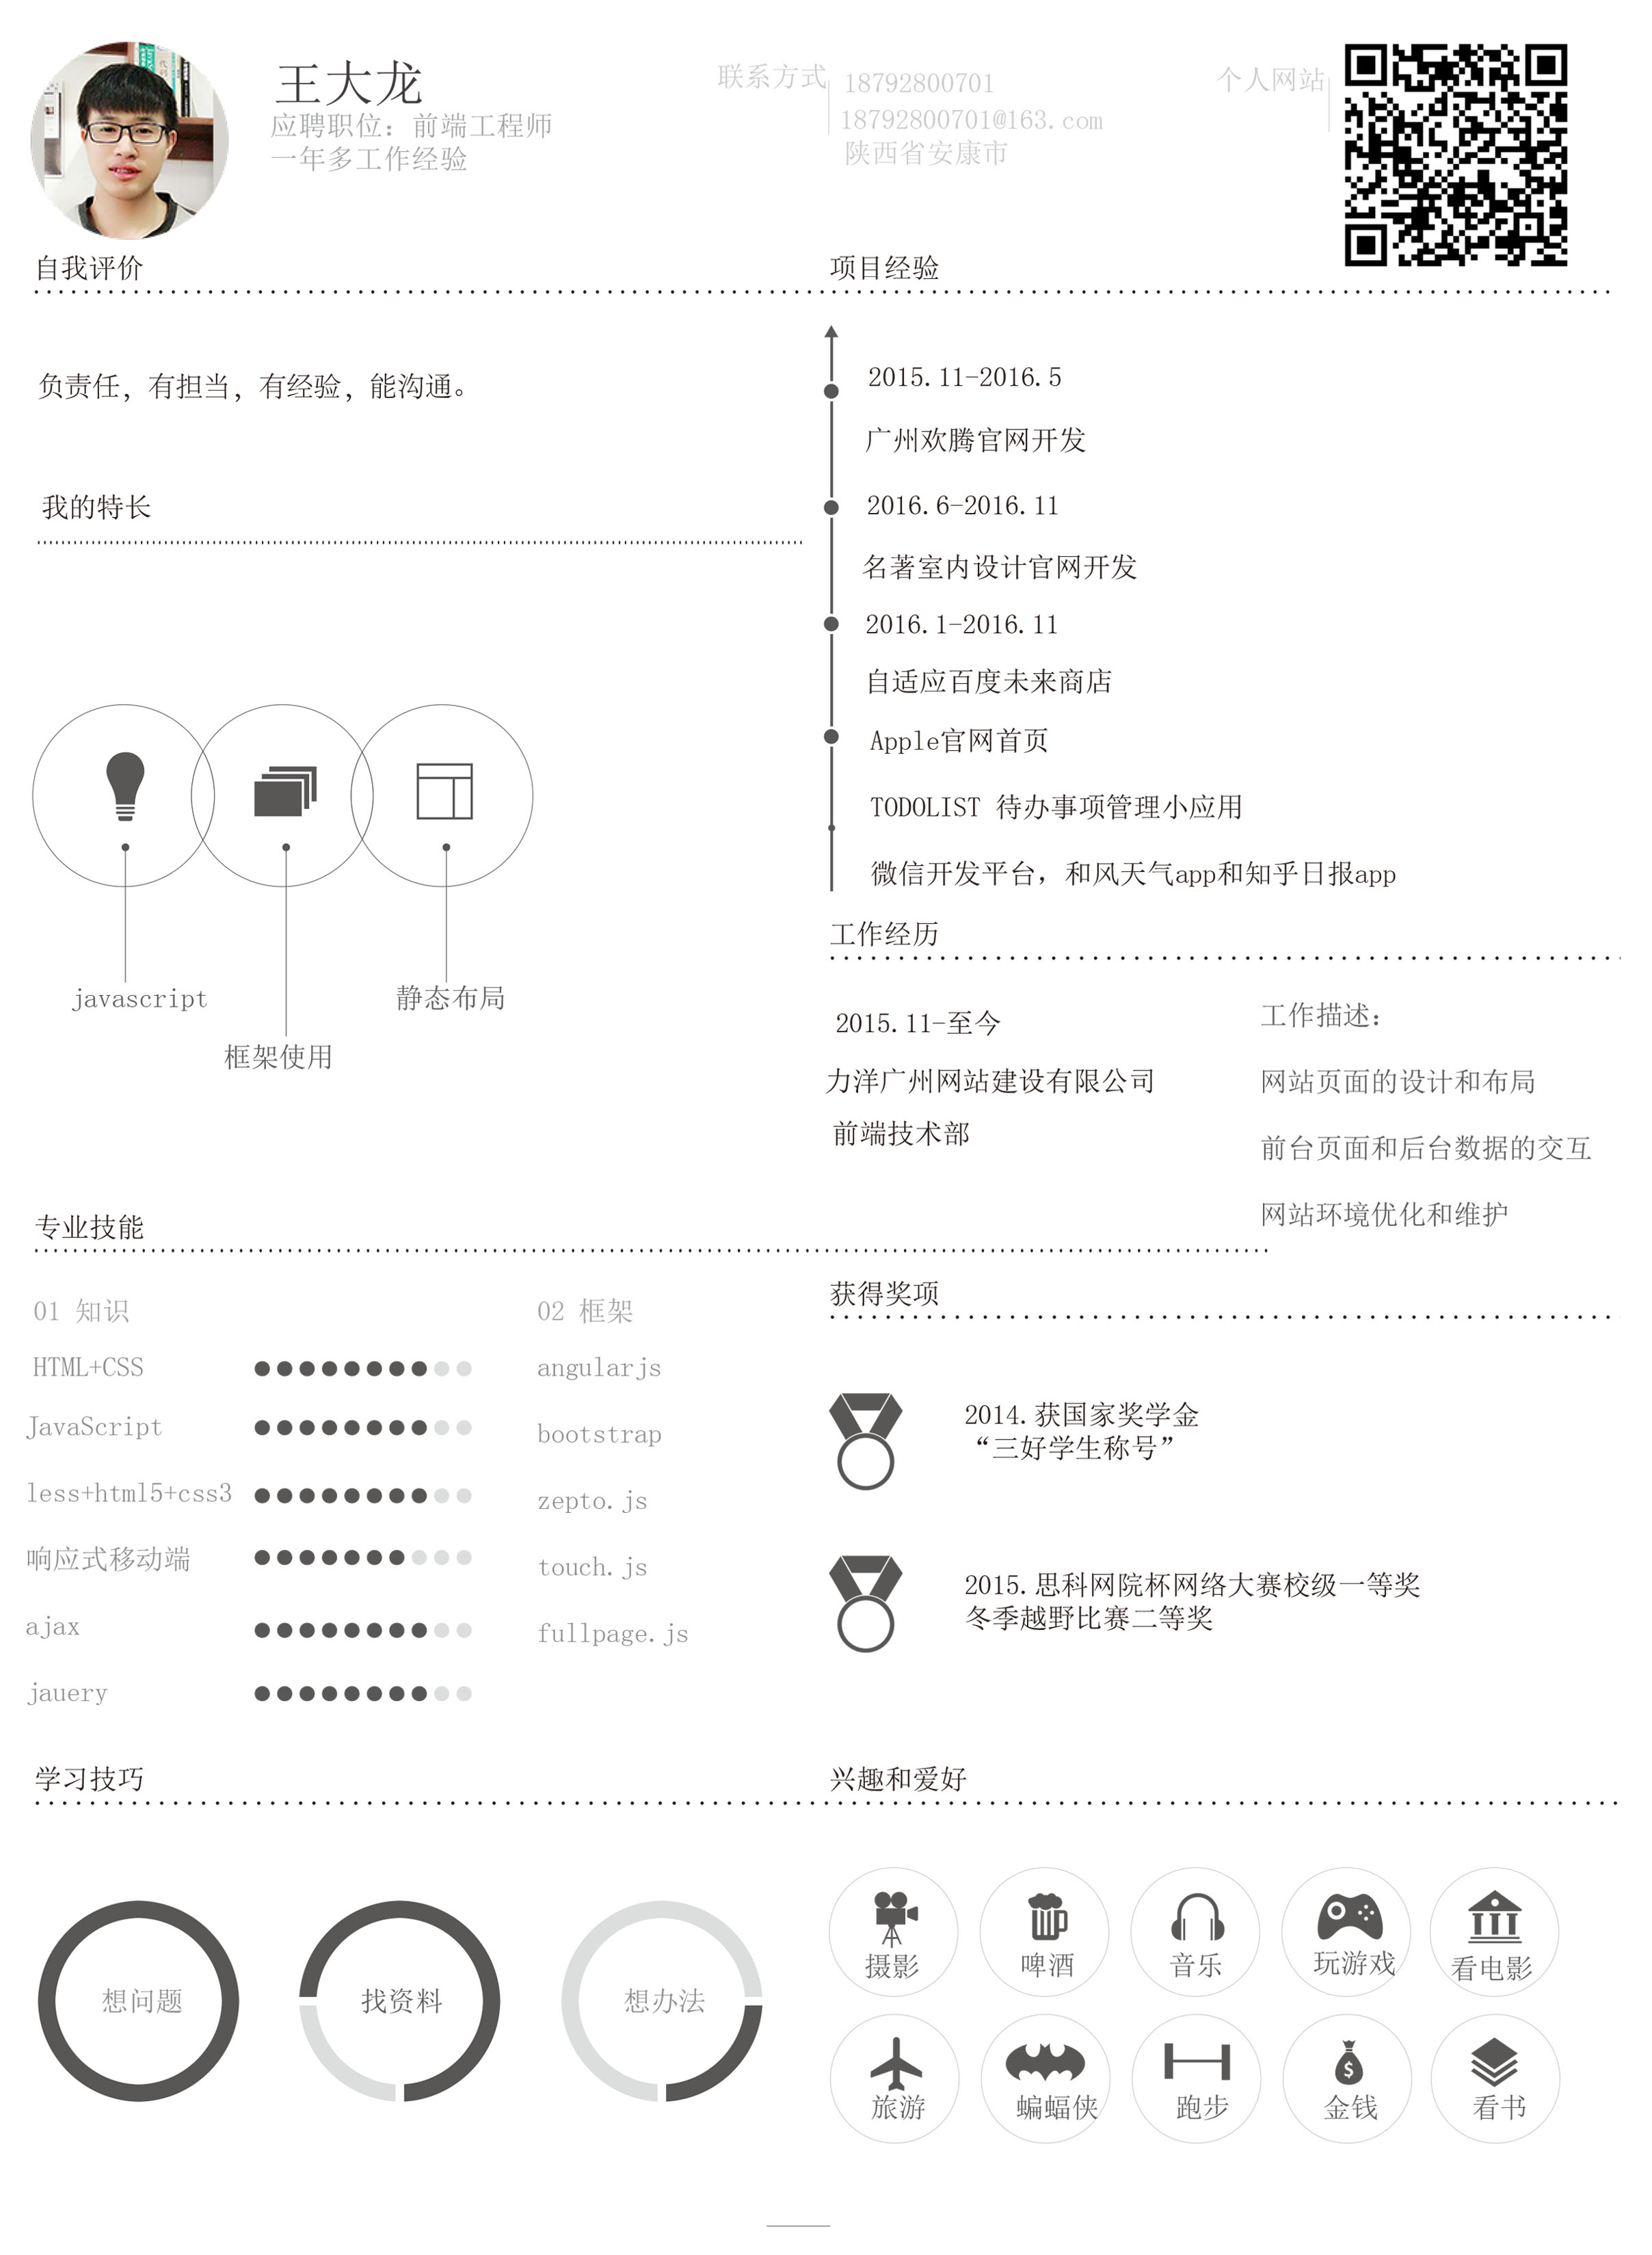 王大龙
应聘职位：前端工程师
一年多工作经验
联系方式
18792800701
18792800701@163.com
陕西省安康市
个人网站
自我评价
负责任，有担当，有经验，能沟通。
我的特长
javascript
框架使用
静态布局
项目经验
2015.11-2016.5
广州欢腾官网开发
2016.6-2016.11
名著室内设计官网开发
2016.1-2016.11
自适应百度未来商店
Apple官网首页
TODOLIST 待办事项管理小应用
微信开发平台，和风天气app和知乎日报app
工作经历
2015.11-至今
力洋广州网站建设有限公司
前端技术部
工作描述：
网站页面的设计和布局
前台页面和后台数据的交互
网站环境优化和维护
专业技能
01 知识
HTML+CSS
JavaScript
less+html5+css3
响应式移动端
ajax
jauery
02 框架
angularjs
bootstrap
zepto.js
touch.js
fullpage.js
获得奖项
2014.获国家奖学金
“三好学生称号”
2015.思科网院杯网络大赛校级一等奖
冬季越野比赛二等奖
学习技巧
想问题
找资料
想办法
兴趣和爱好
摄影
啤酒
音乐
玩游戏
看电影
旅游
蝙蝠侠
跑步
金钱
看书